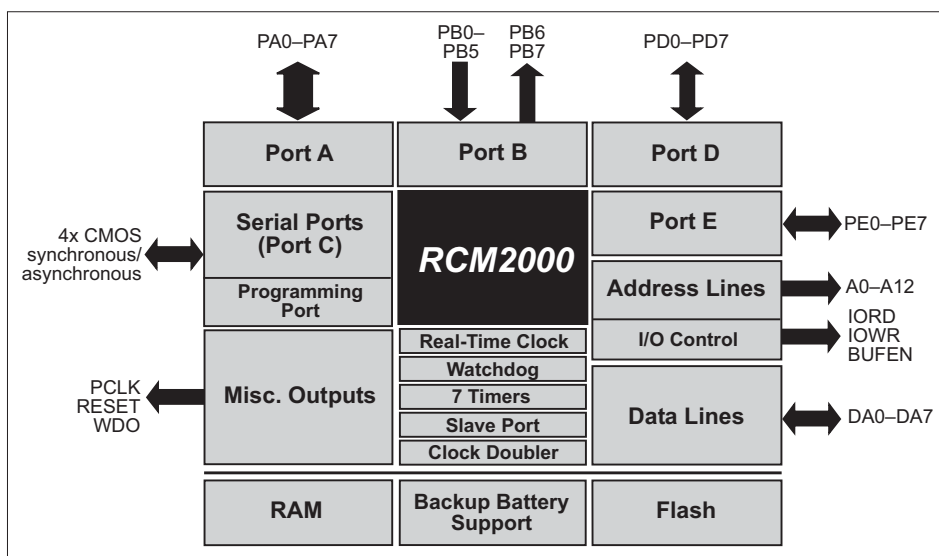 PA0–PA7
PB0–
PB5
PB6
PB7
PD0–PD7
Port A
Port B
Port D
4x CMOS
synchronous/
asynchronous
Serial Ports
(Port C)
Programming
Port
RCM2000
Port E
PE0–PE7
Address Lines
A0–A12
I/O Control
IORD
IOWR
BUFEN
PCLK
RESET
WDO
Misc. Outputs
Real-Time Clock
Watchdog
7 Timers
Slave Port
Clock Doubler
Data Lines
DA0–DA7
RAM
Backup Battery
Support
Flash